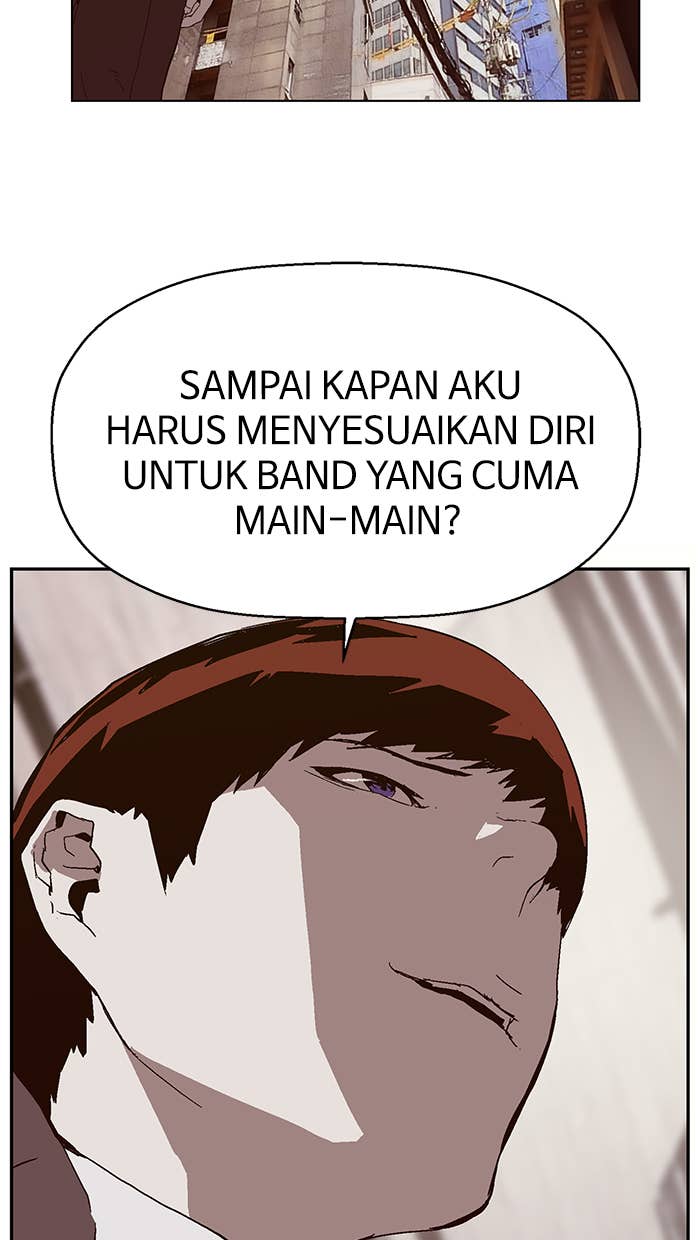 SAMPAI KAPAN AKU
HARUS MENYESUAIKAN DIRI
UNTUK BAND YANG CUMA
MAIN-MAIN?